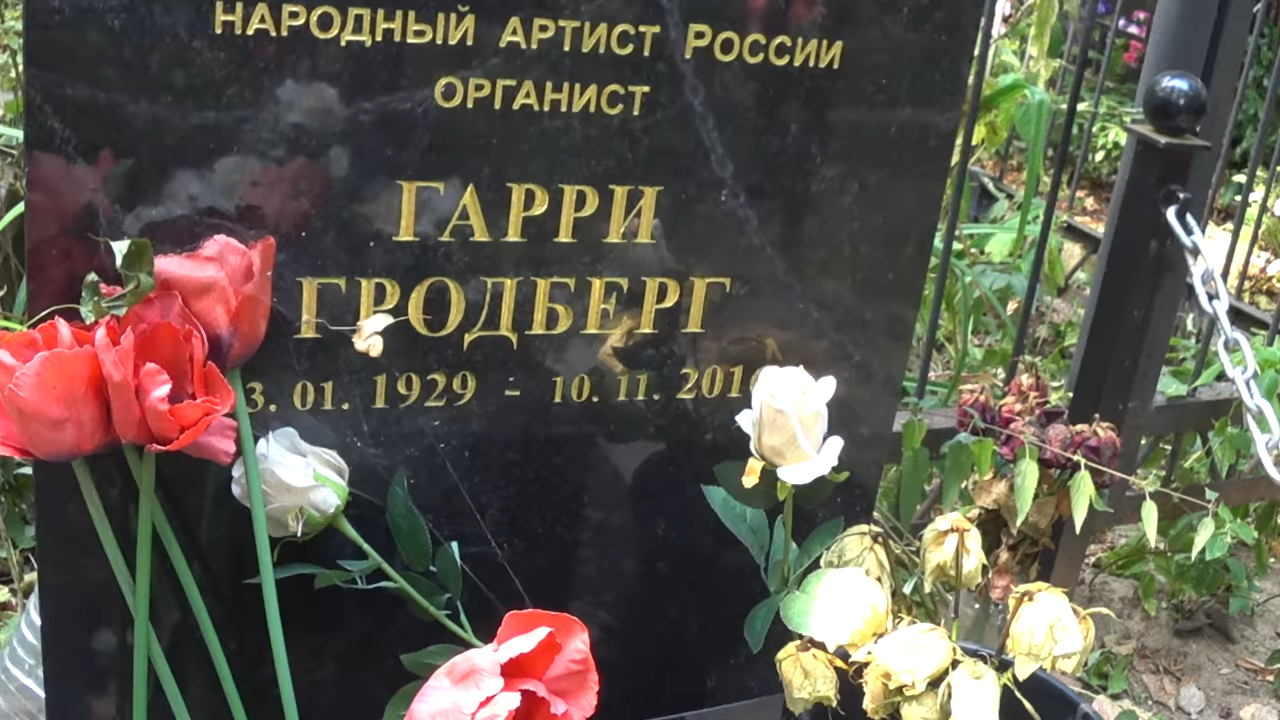 НАРОДНЫЙ АРТИСТ РОССИИ
ОРГАНИСТ
ГАРРИ
ГРОДБЕРГ
3. 01. 1929 - 10. 11. 201